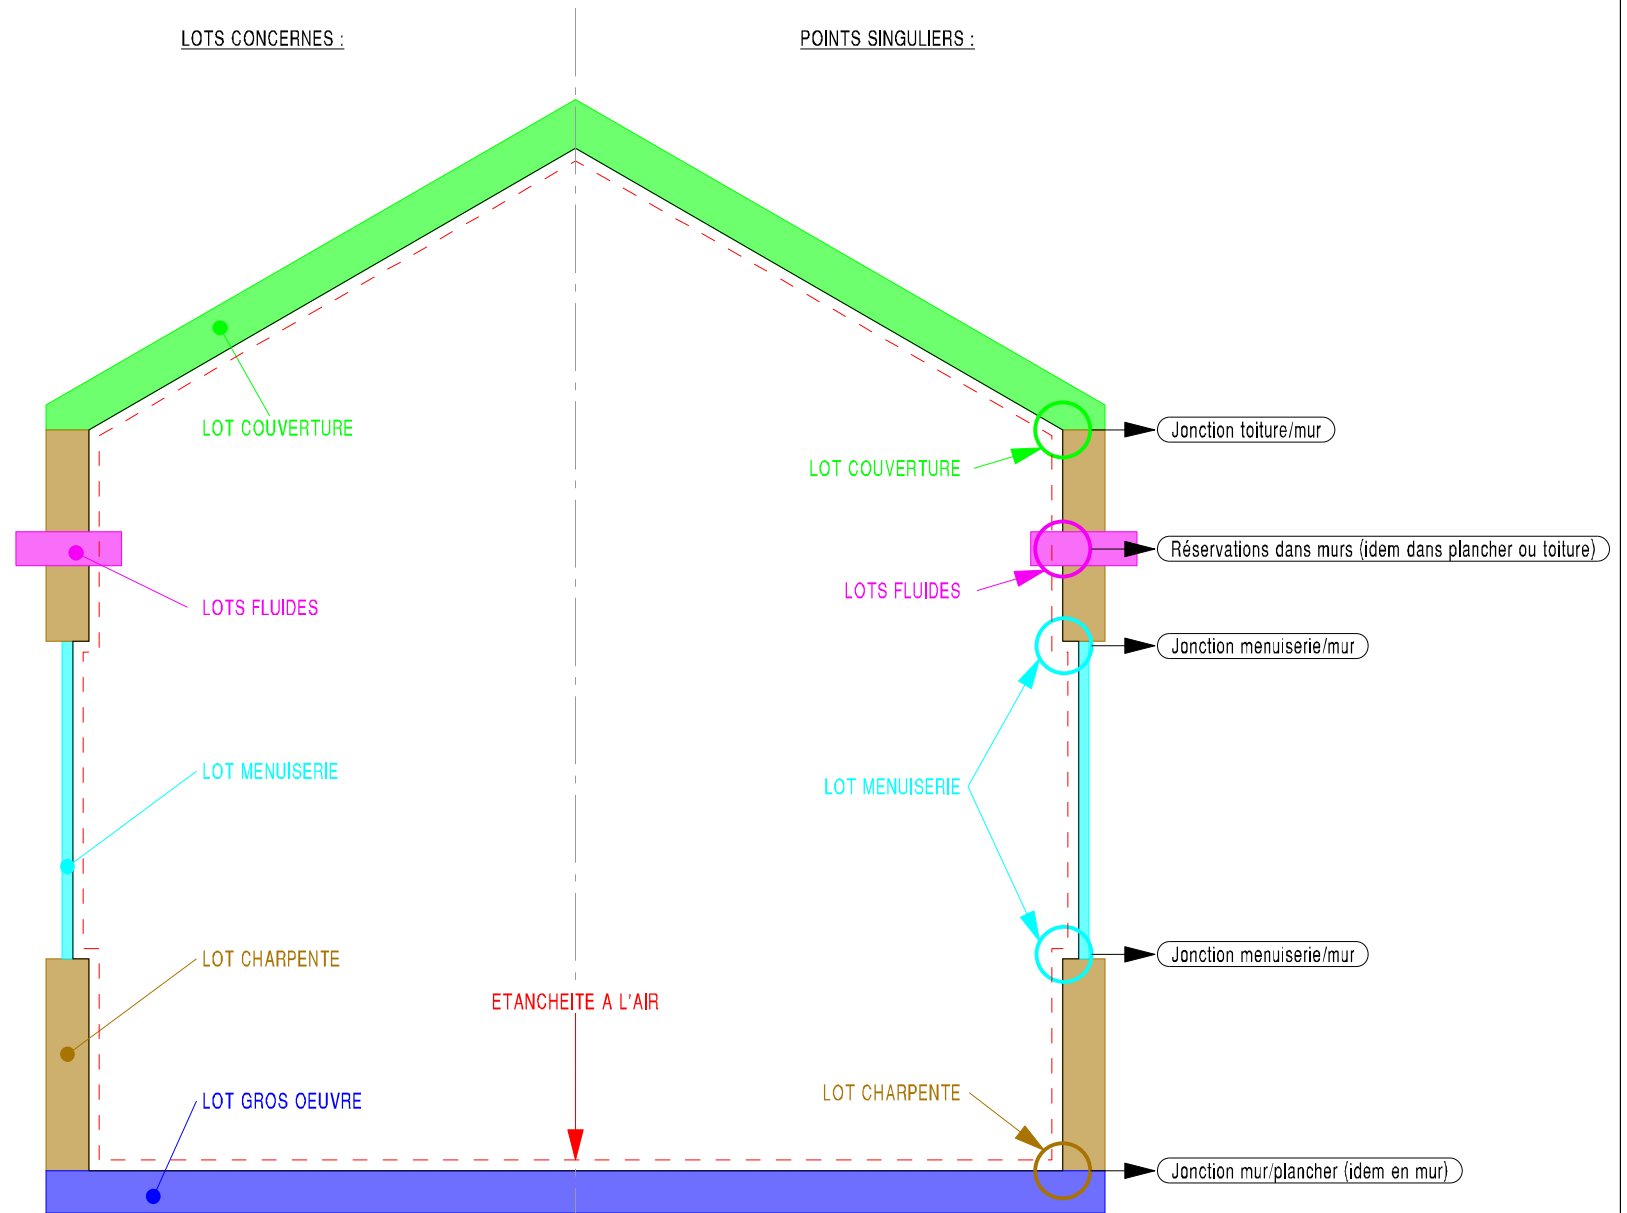 LOTS CONCERNES :
POINTS SINGULIERS :
LOT COUVERTURE
Jonction toiture/mur
LOT COUVERTURE
Réservations dans murs (idem dans plancher ou toiture)
LOTS FLUIDES
LOTS FLUIDES
Jonction menuiserie/mur
LOT MENUISERIE
LOT MENUISERIE
LOT CHARPENTE
Jonction menuiserie/mur
ETANCHEITE A L'AIR
LOT GROS OEUVRE
LOT CHARPENTE
Jonction mur/plancher (idem en mur)